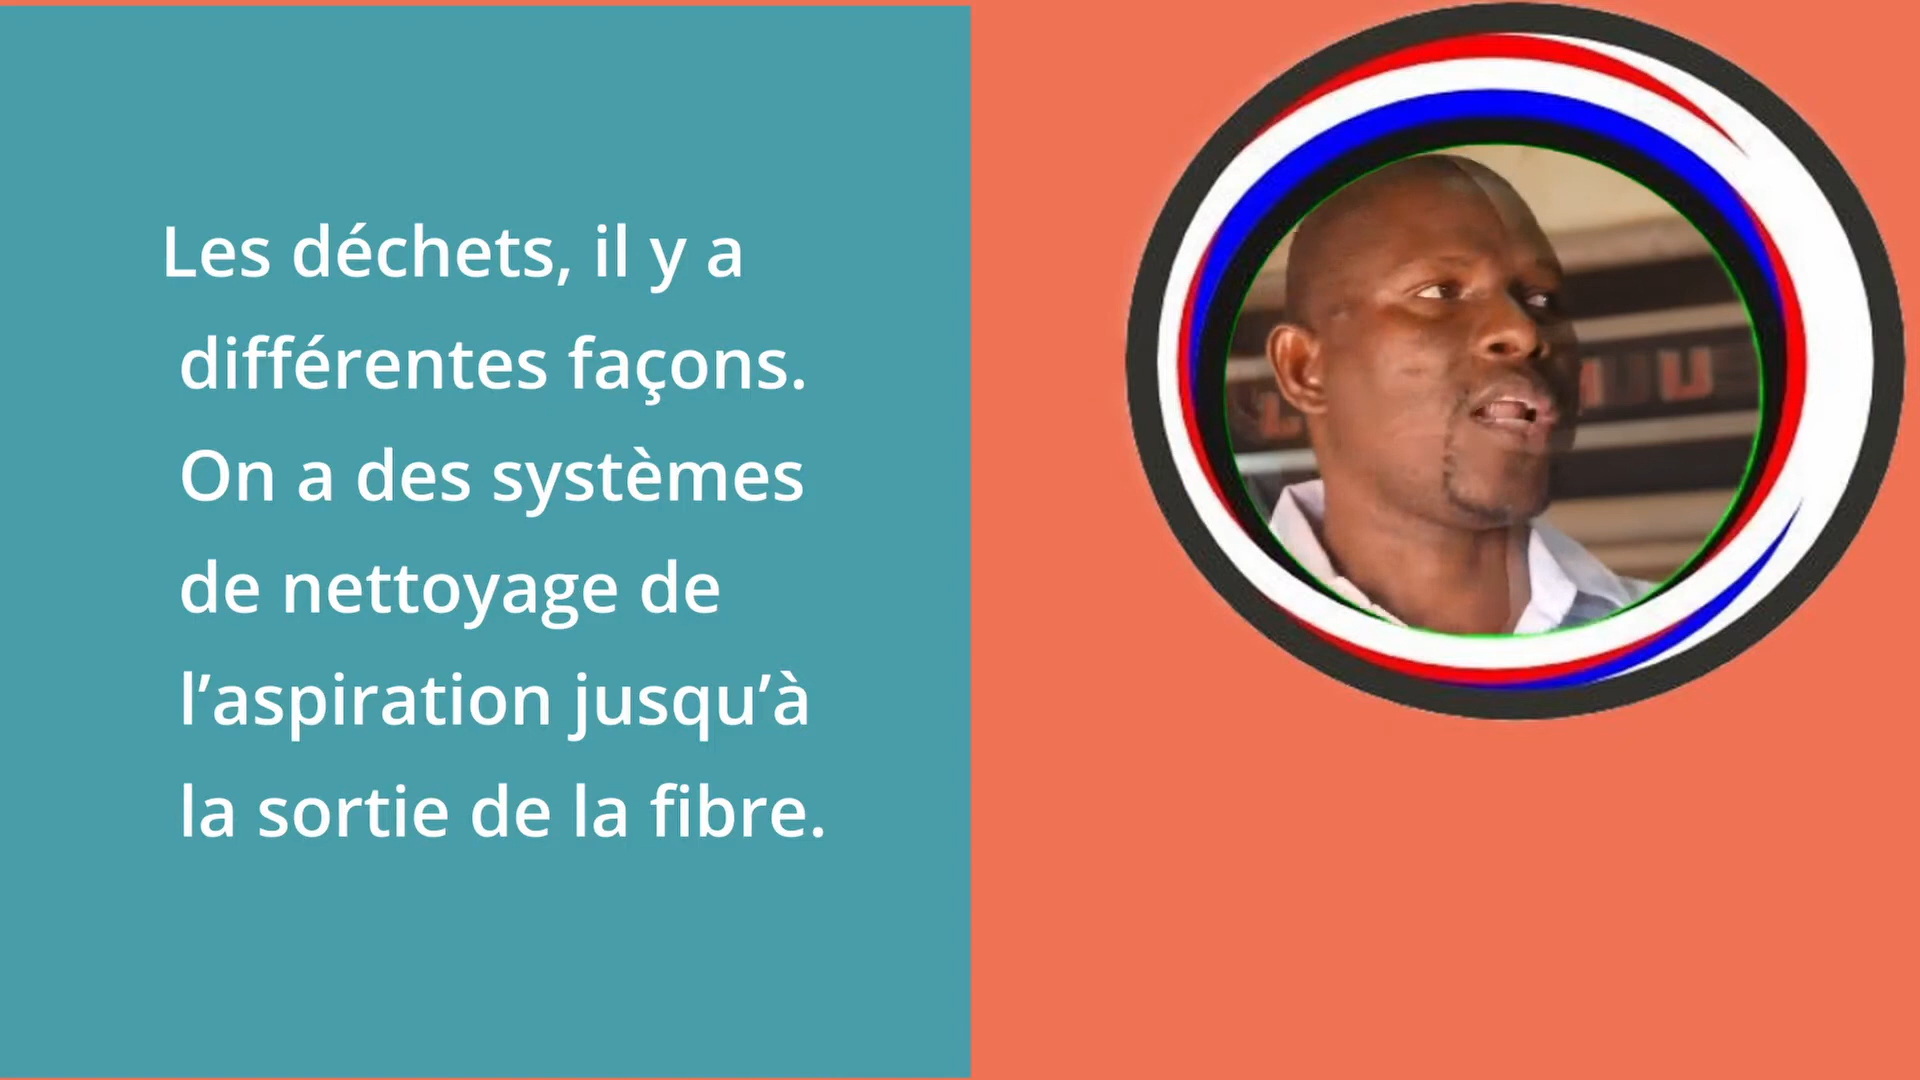 Les déchets, il y a
différentes façons.
On a des systèmes
de nettoyage de
l’aspiration jusqu’à
la sortie de la fibre.